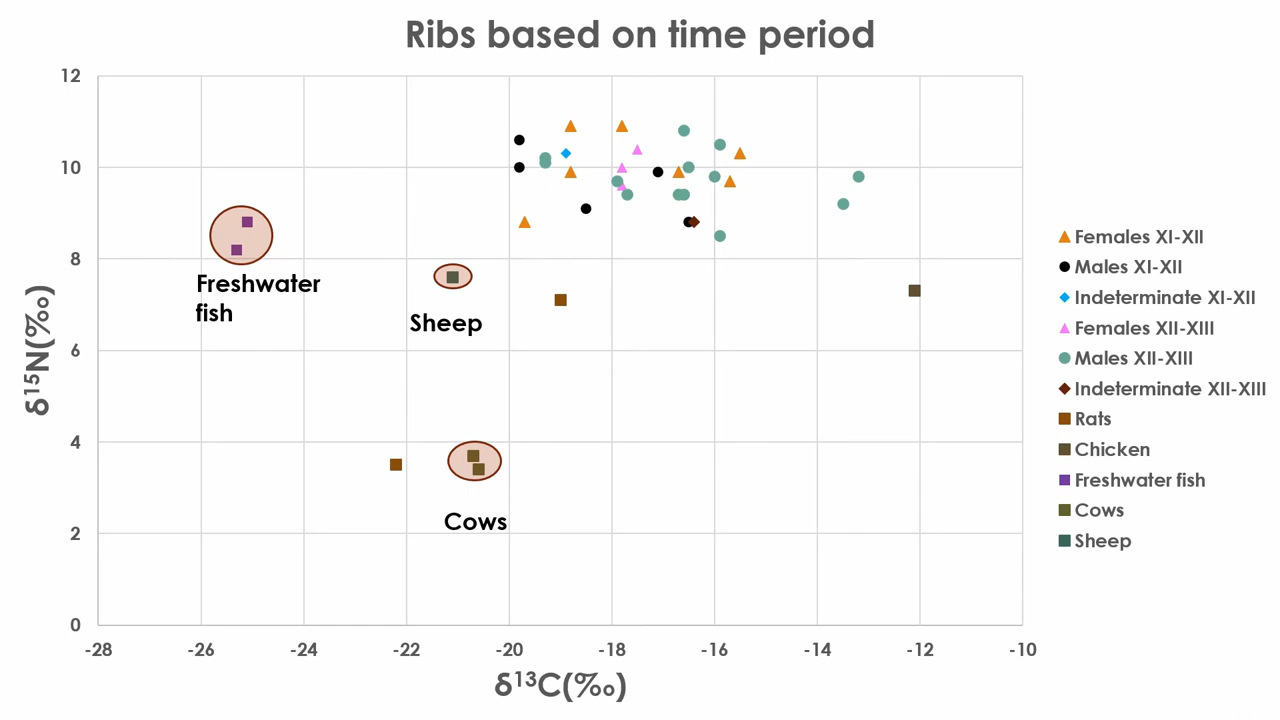 Ribs based on time period
12
10
8
6
4
2
0
-28
-26
-24
-22
-20
-18
-16
-14
-12
-10
δ¹⁵N(‰)
δ¹³C(‰)
Freshwater
fish
Sheep
Cows
Females XI-XII
Males XI-XII
Indeterminate XI-XII
Females XII-XIII
Males XII-XIII
Indeterminate XII-XIII
Rats
Chicken
Freshwater fish
Cows
Sheep